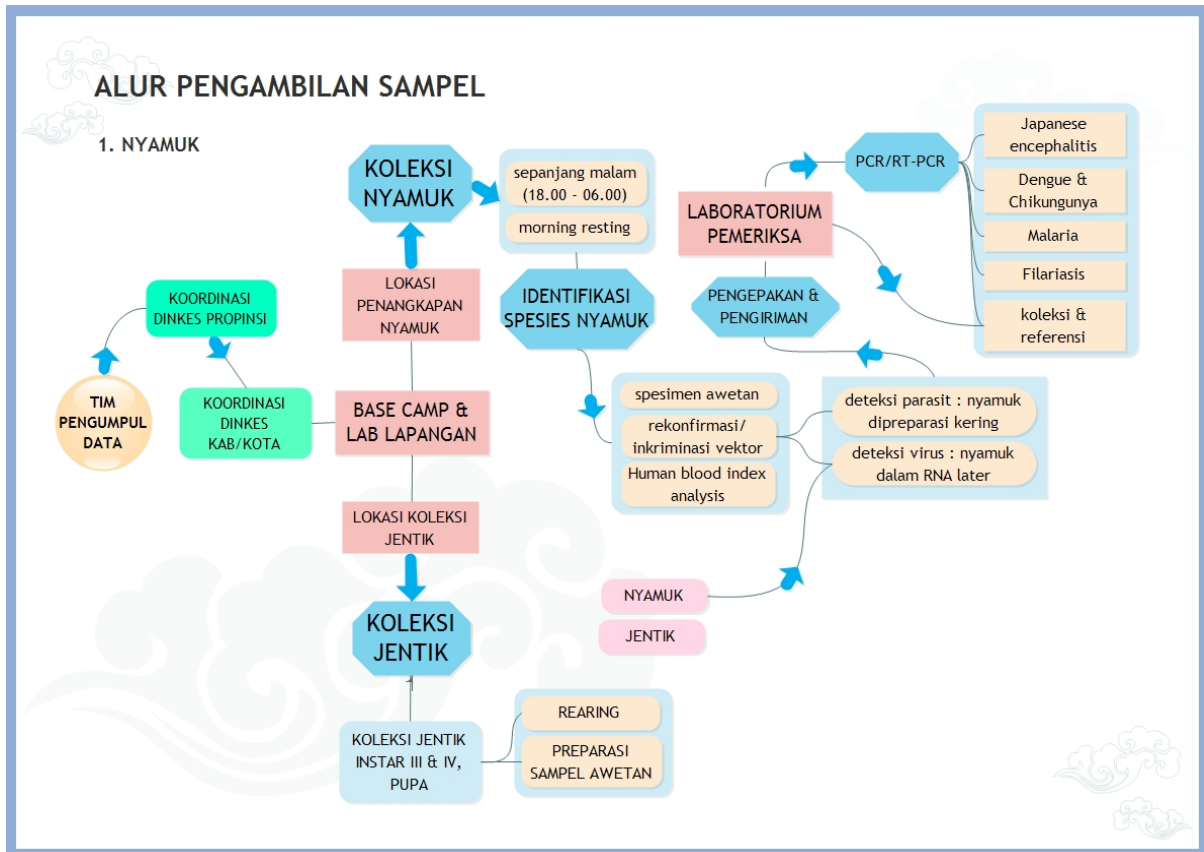 ALUR PENGAMBILAN SAMPEL
1. NYAMUK
TIM
PENGUMPUL
DATA
KOORDINASI
DINKES PROPINSI
KOORDINASI
DINKES
KAB/KOTA
BASE CAMP &
LAB LAPANGAN
LOKASI
PENANGKAPAN
NYAMUK
KOLEKSI
NYAMUK
sepanjang malam
(18.00 - 06.00)
morning resting
IDENTIFIKASI
SPESIES NYAMUK
spesimen awetan
rekonfirmasi/
inkriminasi vektor
Human blood index
analysis
deteksi parasit : nyamuk
dipreparasi kering
deteksi virus : nyamuk
dalam RNA later
PENGEPAKAN &
PENGIRIMAN
LABORATORIUM
PEMERIKSA
PCR/RT-PCR
Japanese
encephalitis
Dengue &
Chikungunya
Malaria
Filariasis
koleksi &
referensi
LOKASI KOLEKSI
JENTIK
KOLEKSI
JENTIK
KOLEKSI JENTIK
INSTAR III & IV,
PUPA
REARING
PREPARASI
SAMPEL AWETAN
NYAMUK
JENTIK